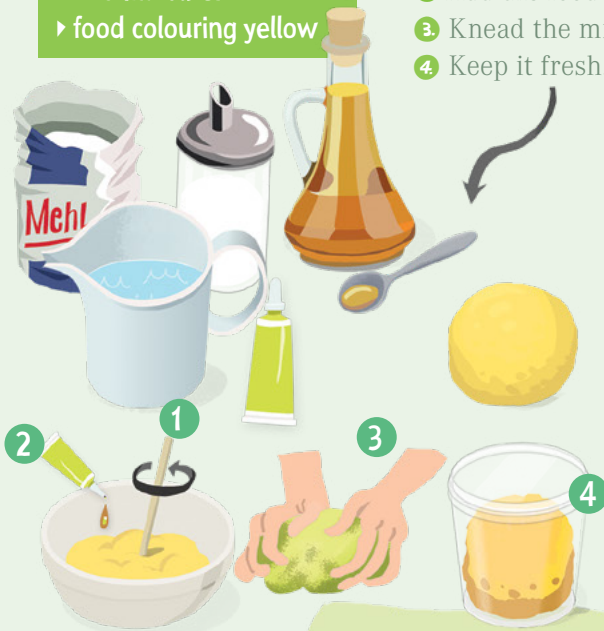 ▸ food colouring yellow
3. Knead the
4. Keep it fresh
Mehl
1
2
3
4